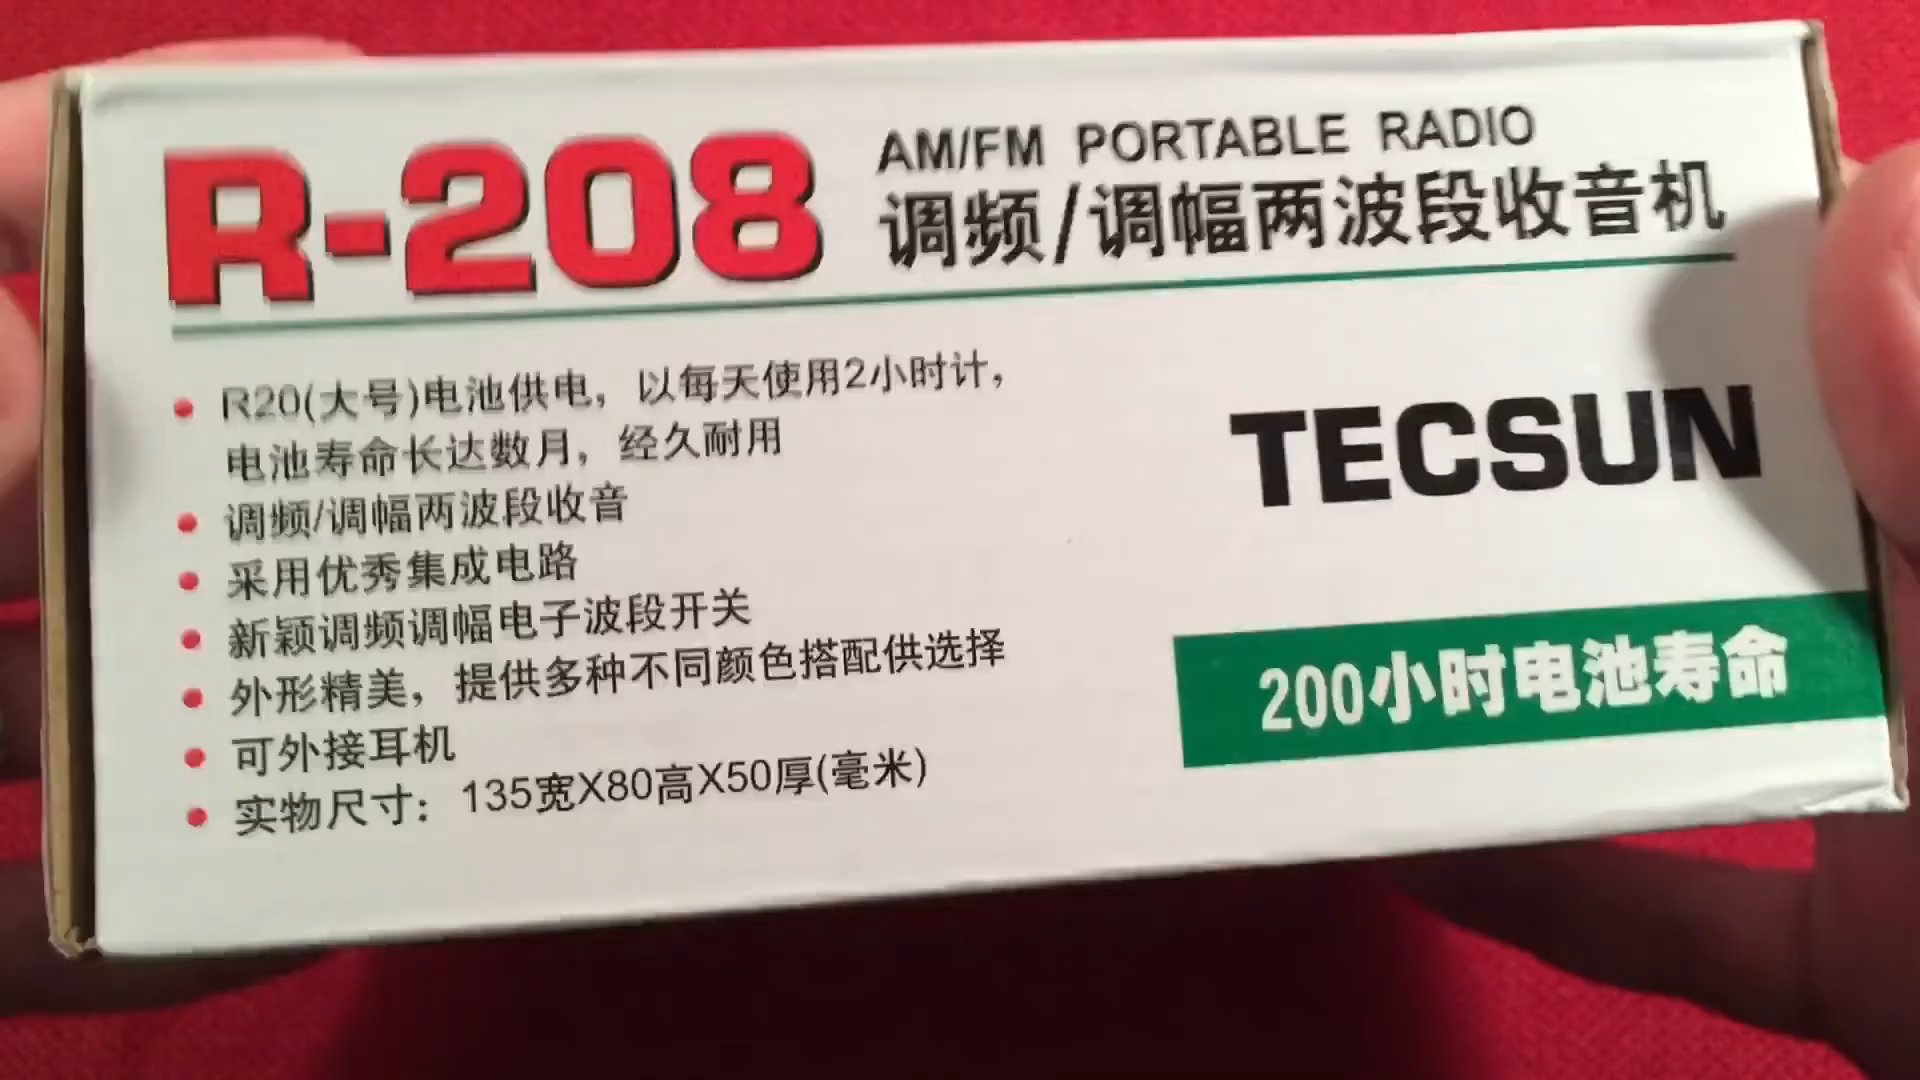 R-208
AM/FM PORTABLE RADIO
调频/调幅两波段收音机
R20(大号)电池供电，以每天使用2小时计，
电池寿命长达数月，经久耐用
调频/调幅两波段收音
采用优秀集成电路
新颖调频调幅电子波段开关
外形精美，提供多种不同颜色搭配供选择
可外接耳机
实物尺寸：135宽X80高X50厚(毫米)
TECSUN
200小时电池寿命